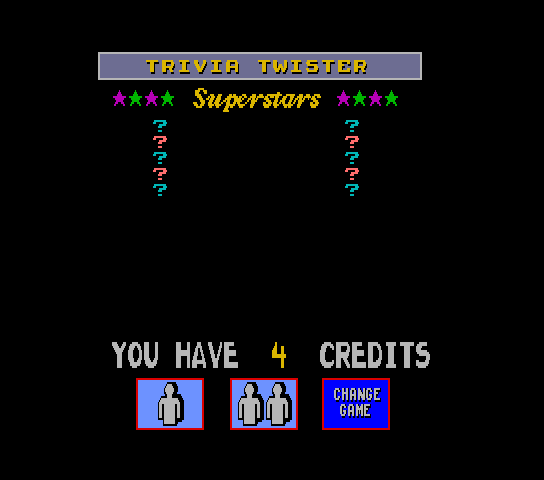 TRIVIA TWISTER
Superstars
? ?
? ?
? ?
? ?
? ?
YOU HAVE 4 CREDITS
CHANGE
GAME